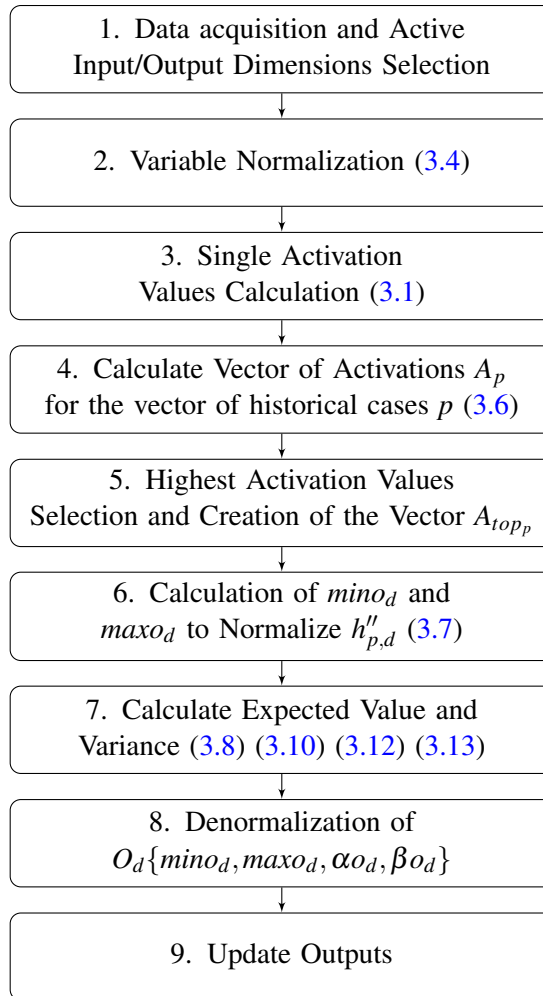 1. Data acquisition and Active
Input/Output Dimensions Selection
2. Variable Normalization (3.4)
3. Single Activation
Values Calculation (3.1)
4. Calculate Vector of Activations A_p
for the vector of historical cases p (3.6)
5. Highest Activation Values
Selection and Creation of the Vector A_{top_p}
6. Calculation of mino_d and
maxo_d to Normalize h''_{p,d} (3.7)
7. Calculate Expected Value and
Variance (3.8) (3.10) (3.12) (3.13)
8. Denormalization of
O_d{mino_d, maxo_d, αo_d, βo_d}
9. Update Outputs